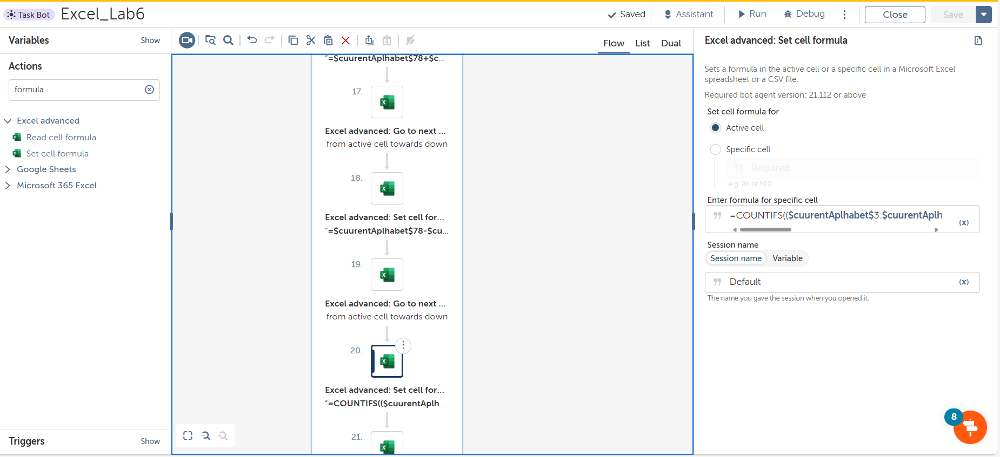 Task Bot
Excel_Lab6
Saved
Assistant
Run
Debug
Close
Save
Variables
Show
Actions
formula
Excel advanced
Read cell formula
Set cell formula
Google Sheets
Microsoft 365 Excel
Triggers
Show
Flow
List
Dual
"=$cuurentAplhabet$78+$c...
17.
Excel advanced: Go to next ...
from active cell towards down
18.
Excel advanced: Set cell for...
"=$cuurentAplhabet$78-$cu...
19.
Excel advanced: Go to next ...
from active cell towards down
20.
Excel advanced: Set cell for...
"=COUNTIFS(($cuurentAplh...
21.
Excel advanced: Set cell formula
Sets a formula in the active cell or a specific cell in a Microsoft Excel
spreadsheet or a CSV file.
Required bot agent version: 21.112 or above
Set cell formula for
Active cell
Specific cell
Required
e.g. A5 or B10
Enter formula for specific cell
=COUNTIFS(($cuurentAplhabet$3:$cuurentAplh
(x)
Session name
Session name
Variable
Default
(x)
The name you gave the session when you opened it.
8